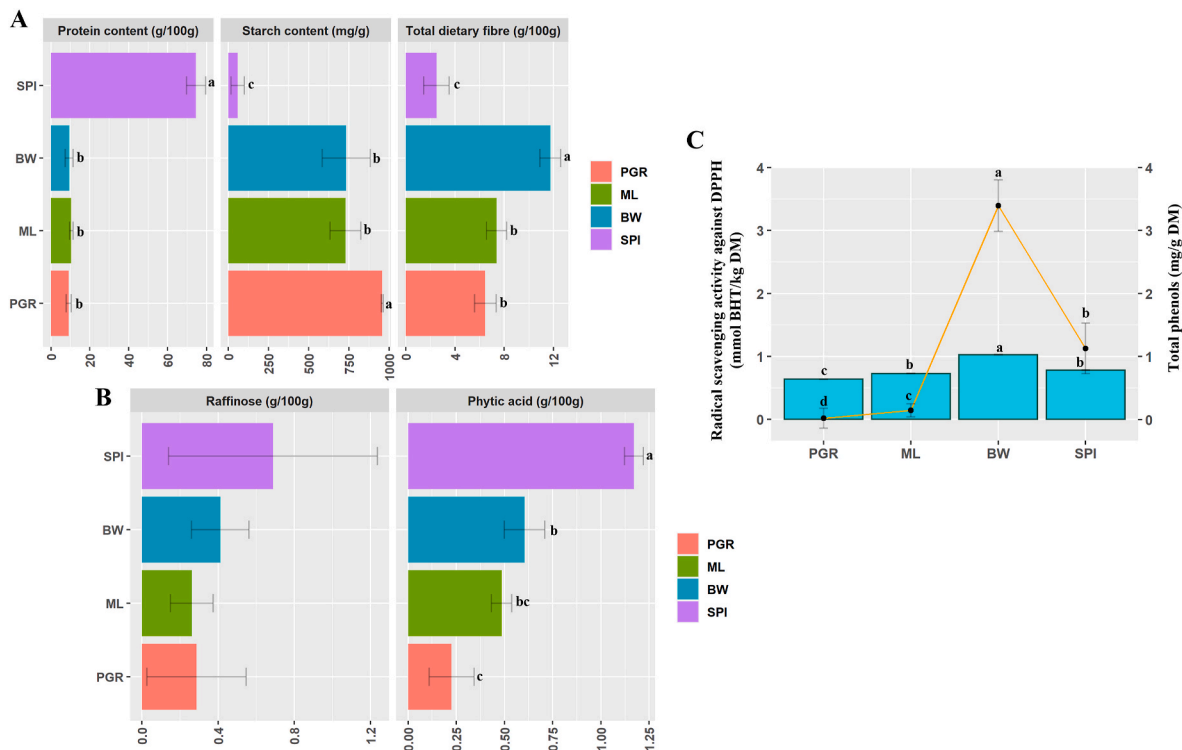 A
Protein content (g/100g) Starch content (mg/g) Total dietary fibre (g/100g)
SPI a c c
BW b b a
ML b b b
PGR b a b
0 20 40 60 80 0 250 500 750 1000 0 4 8 12
PGR
ML
BW
SPI
B
Raffinose (g/100g) Phytic acid (g/100g)
SPI a
BW b
ML bc
PGR c
0.0 0.4 0.8 1.2 0.00 0.25 0.50 0.75 1.00 1.25
PGR
ML
BW
SPI
C
Radical scavenging activity against DPPH
(mmol BHT/kg DM)
4 4
3 3
2 2
1 1
0 0
a
b
c b a b
d c
PGR ML BW SPI
Total phenols (mg/g DM)